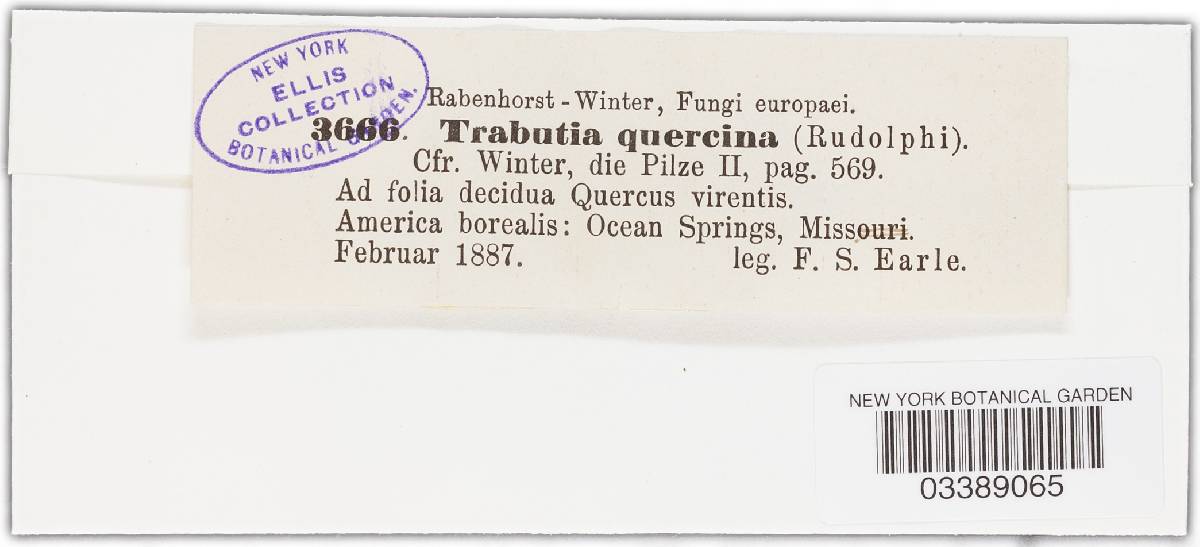 NEW YORK
ELLIS
COLLECTION
BOTANICAL GARDEN.
Rabenhorst-Winter, Fungi europaei.
3666. Trabutia quercina (Rudolphi).
Cfr. Winter, die Pilze II, pag. 569.
Ad folia decidua Quercus virentis.
America borealis: Ocean Springs, Missouri.
Februar 1887. leg. F. S. Earle.
NEW YORK BOTANICAL GARDEN
03389065